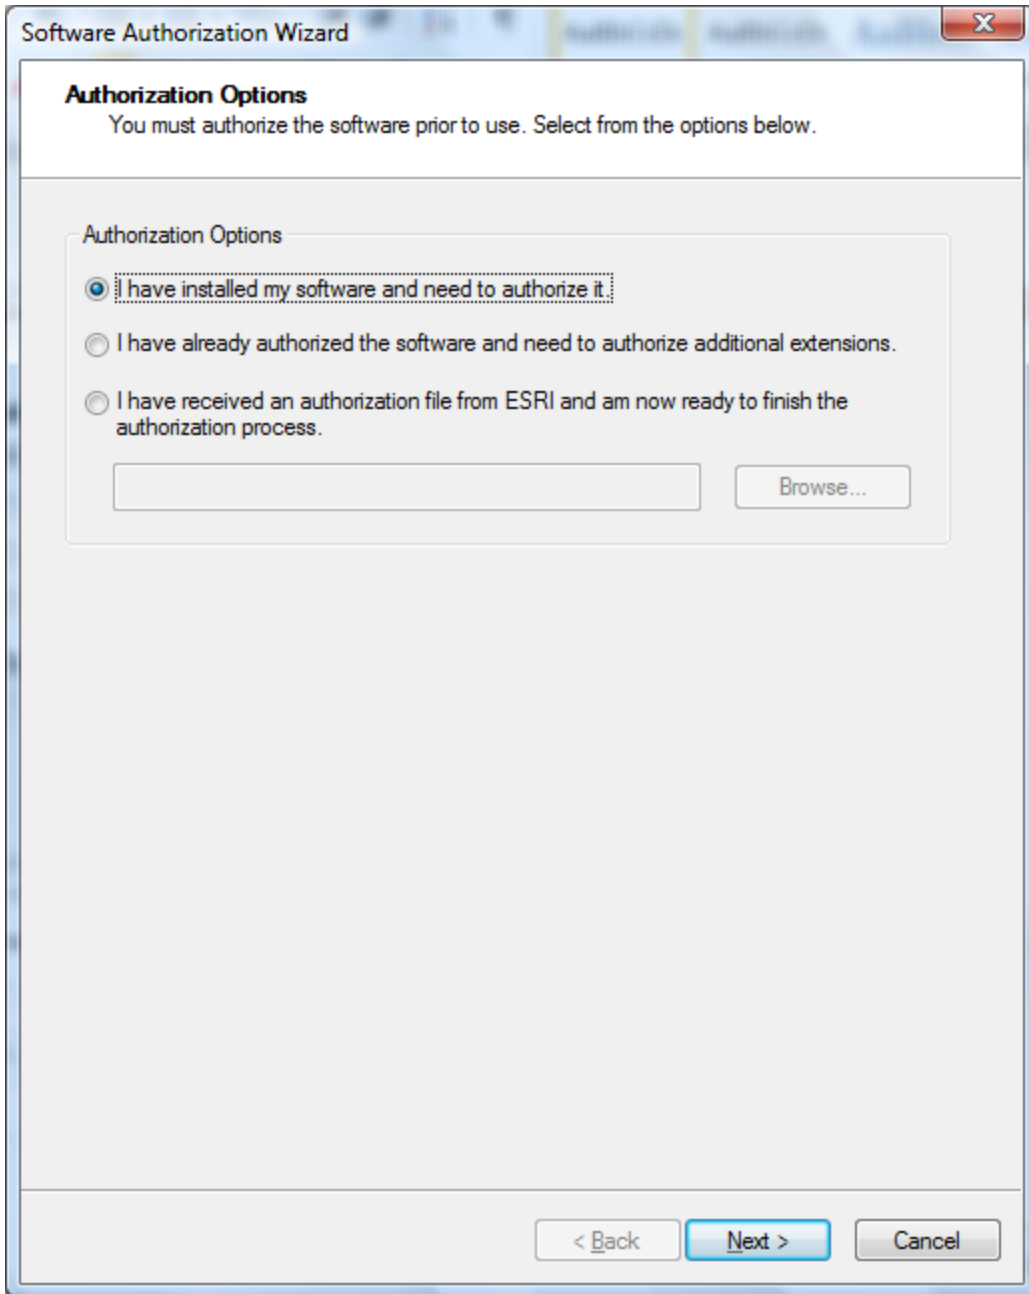 Software Authorization Wizard
Authorization Options
You must authorize the software prior to use. Select from the options below.
Authorization Options
I have installed my software and need to authorize it.
I have already authorized the software and need to authorize additional extensions.
I have received an authorization file from ESRI and am now ready to finish the
authorization process.
Browse...
< Back
Next >
Cancel